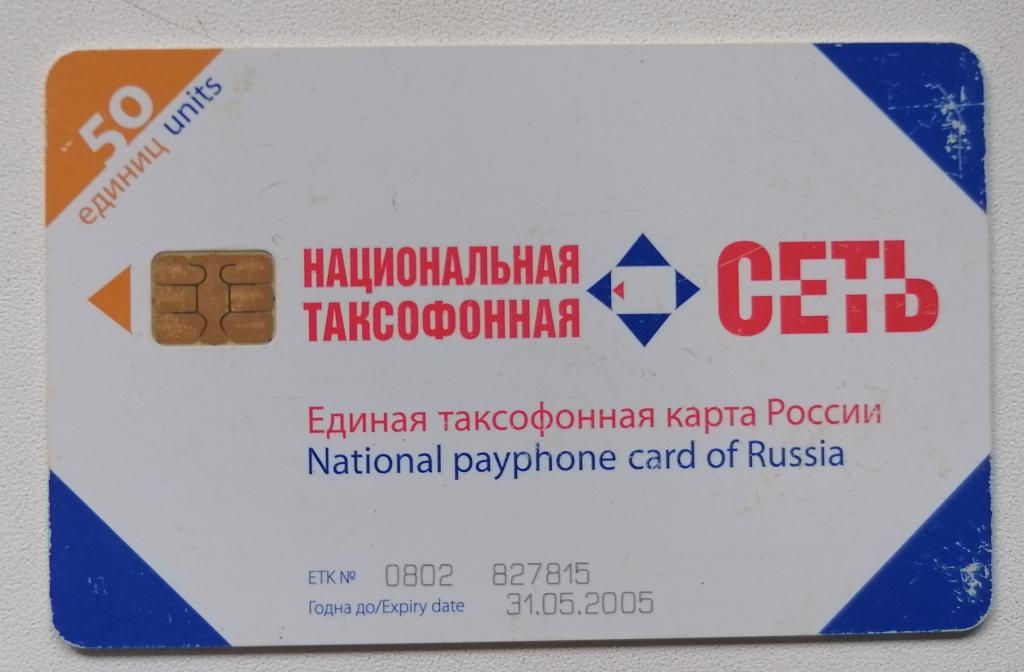 50
единиц units
НАЦИОНАЛЬНАЯ
ТАКСОФОННАЯ
СЕТЬ
Единая таксофонная карта России
National payphone card of Russia
ЕТК № 0802 827815
Годна до/Expiry date 31.05.2005